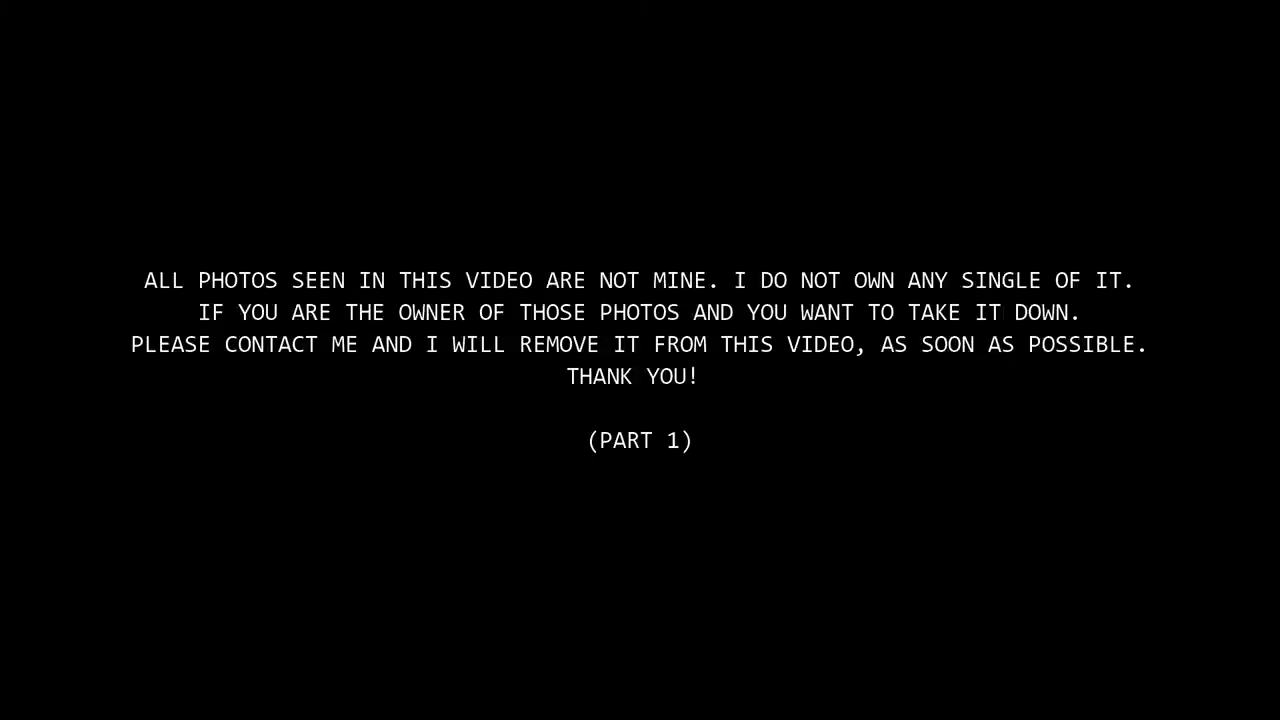 ALL PHOTOS SEEN IN THIS VIDEO ARE NOT MINE. I DO NOT OWN ANY SINGLE OF IT.
IF YOU ARE THE OWNER OF THOSE PHOTOS AND YOU WANT TO TAKE IT DOWN.
PLEASE CONTACT ME AND I WILL REMOVE IT FROM THIS VIDEO, AS SOON AS POSSIBLE.
THANK YOU!
(PART 1)